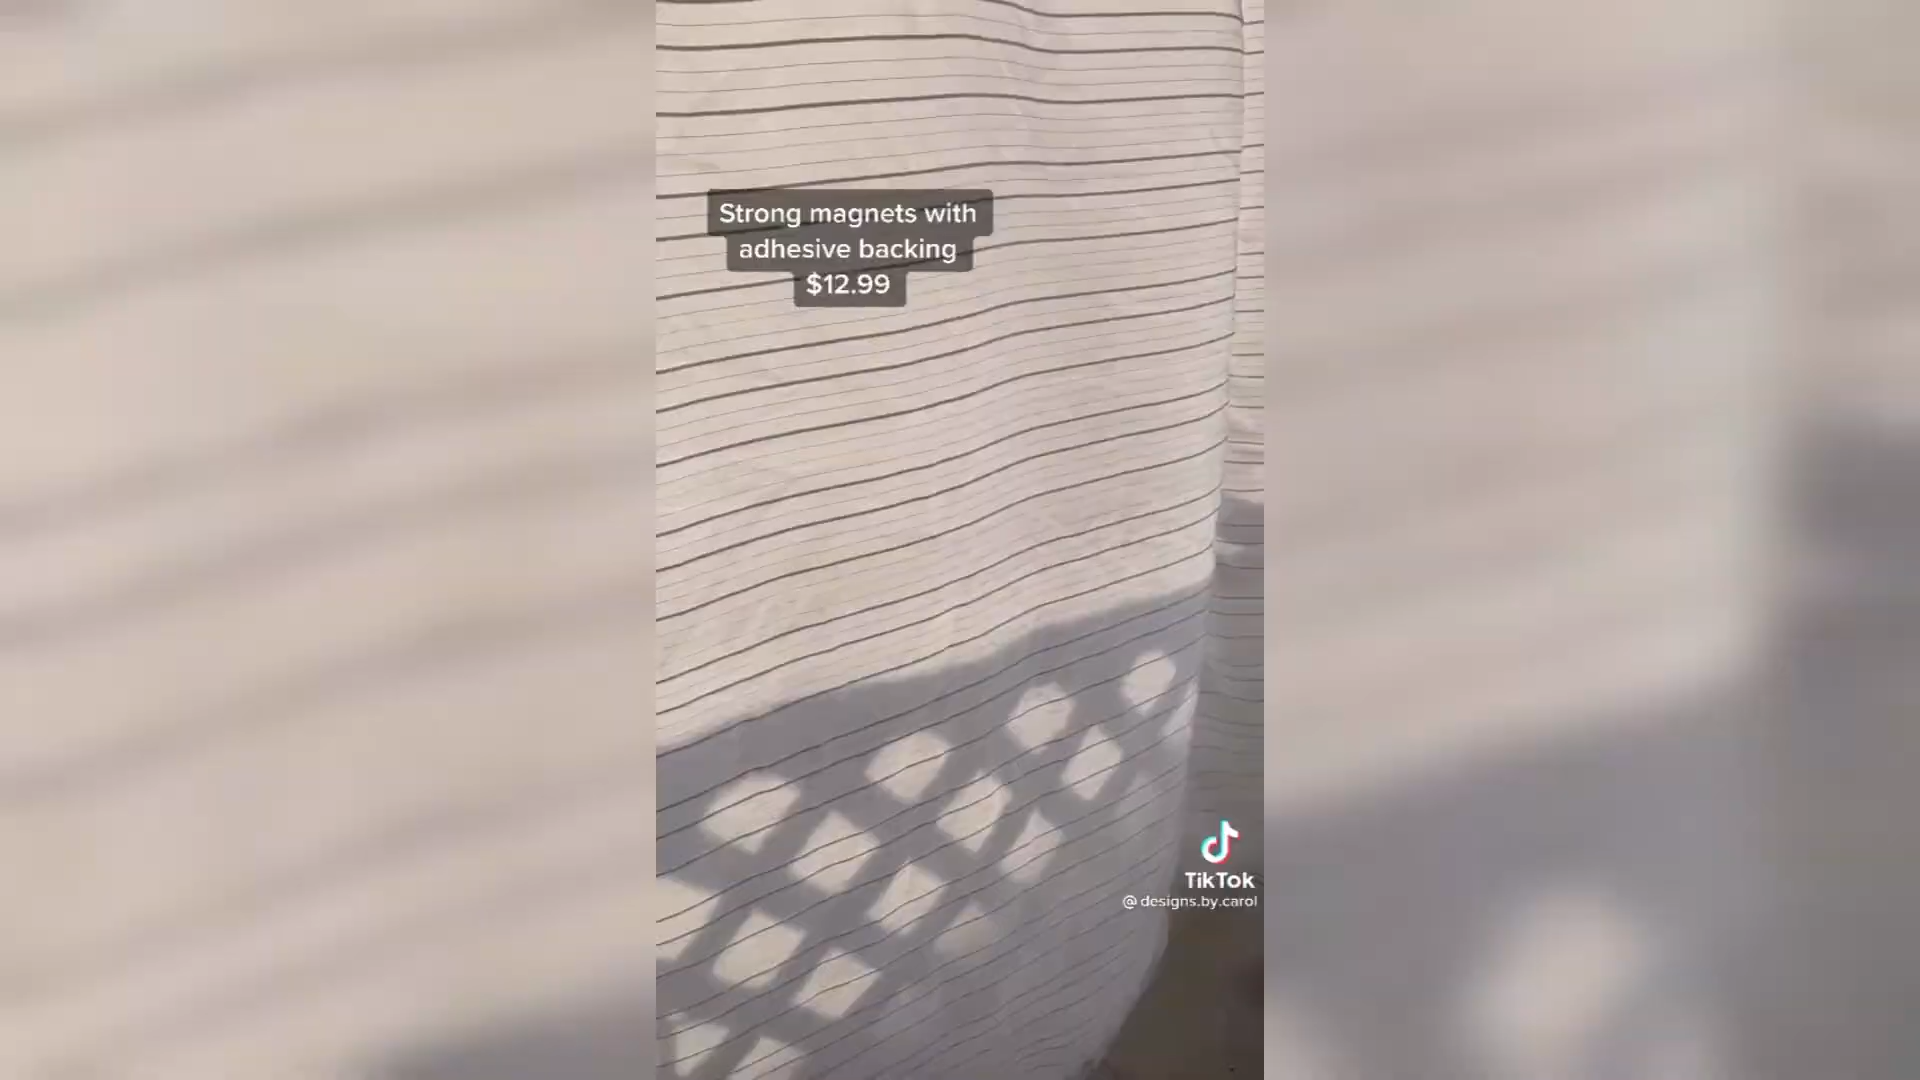 Strong magnets with
adhesive backing
$12.99
TikTok
@designs.by.carol